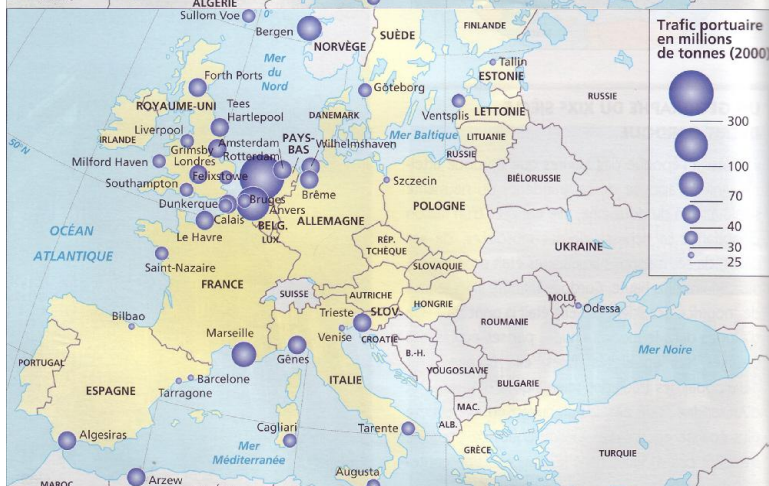 ALGÉRIE
Sullom Voe
Bergen
NORVÈGE
SUÈDE
FINLANDE
Mer
du
Nord
Forth Ports
Tallin
ESTONIE
RUSSIE
Göteborg
ROYAUME-UNI
Tees
Hartlepool
DANEMARK
Ventspils
LETTONIE
Mer Baltique
LITUANIE
RUSSIE
IRLANDE
Liverpool
Grimsby
Amsterdam
Rotterdam
PAYS-
BAS
Wilhelmshaven
50°N
Milford Haven
Londres
Felixstowe
Southampton
Brême
Szczecin
BIÉLORUSSIE
Dunkerque
Bruges
Anvers
Calais
BELG.
ALLEMAGNE
POLOGNE
Le Havre
LUX.
OCÉAN
ATLANTIQUE
RÉP.
TCHÈQUE
UKRAINE
Saint-Nazaire
SLOVAQUIE
FRANCE
SUISSE
AUTRICHE
HONGRIE
MOLD.
Odessa
Bilbao
Trieste
SLOV.
ROUMANIE
Marseille
Venise
CROATIE
Gênes
B.-H.
Mer Noire
PORTUGAL
Barcelone
Tarragone
YOUGOSLAVIE
ITALIE
BULGARIE
ESPAGNE
MAC.
ALB.
Algesiras
Cagliari
Tarente
Mer
Méditerranée
GRÈCE
TURQUIE
Augusta
MAROC
Arzew
Trafic portuaire
en millions
de tonnes (2000)
300
100
70
40
30
25